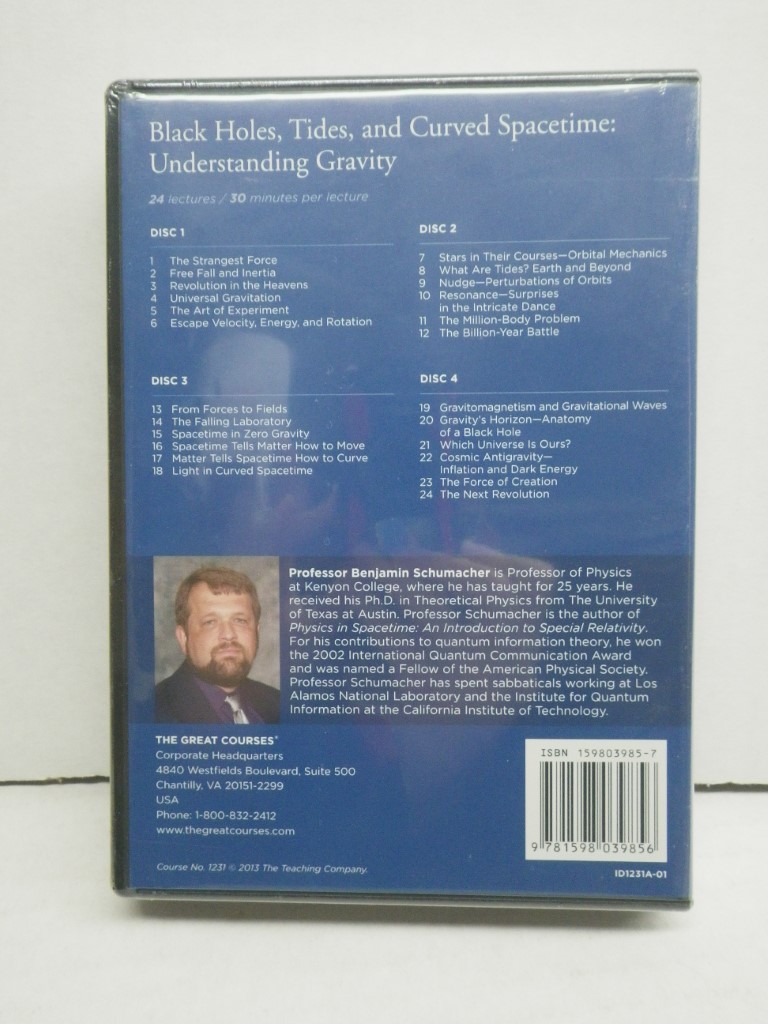 Black Holes, Tides, and Curved Spacetime:
Understanding Gravity
24 lectures / 30 minutes per lecture
DISC 1
1 The Strangest Force
2 Free Fall and Inertia
3 Revolution in the Heavens
4 Universal Gravitation
5 The Art of Experiment
6 Escape Velocity, Energy, and Rotation
DISC 2
7 Stars in Their Courses—Orbital Mechanics
8 What Are Tides? Earth and Beyond
9 Nudge—Perturbations of Orbits
10 Resonance—Surprises
in the Intricate Dance
11 The Million-Body Problem
12 The Billion-Year Battle
DISC 3
13 From Forces to Fields
14 The Falling Laboratory
15 Spacetime in Zero Gravity
16 Spacetime Tells Matter How to Move
17 Matter Tells Spacetime How to Curve
18 Light in Curved Spacetime
DISC 4
19 Gravitomagnetism and Gravitational Waves
20 Gravity's Horizon—Anatomy
of a Black Hole
21 Which Universe Is Ours?
22 Cosmic Antigravity—
Inflation and Dark Energy
23 The Force of Creation
24 The Next Revolution
Professor Benjamin Schumacher is Professor of Physics
at Kenyon College, where he has taught for 25 years. He
received his Ph.D. in Theoretical Physics from The University
of Texas at Austin. Professor Schumacher is the author of
Physics in Spacetime: An Introduction to Special Relativity.
For his contributions to quantum information theory, he won
the 2002 International Quantum Communication Award
and was named a Fellow of the American Physical Society.
Professor Schumacher has spent sabbaticals working at Los
Alamos National Laboratory and the Institute for Quantum
Information at the California Institute of Technology.
THE GREAT COURSES®
Corporate Headquarters
4840 Westfields Boulevard, Suite 500
Chantilly, VA 20151-2299
USA
Phone: 1-800-832-2412
www.thegreatcourses.com
Course No. 1231 © 2013 The Teaching Company.
ISBN 159803985-7
9 781598 039856
ID1231A-01